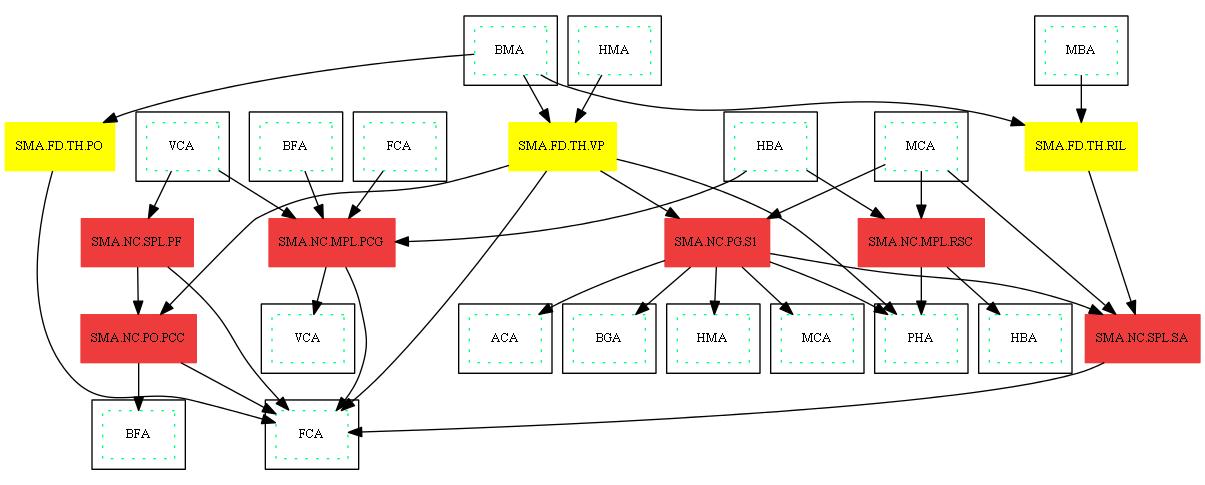 BMA
HMA
MBA
SMA.FD.TH.PO
VCA
BFA
FCA
SMA.FD.TH.VP
HBA
MCA
SMA.FD.TH.RIL
SMA.NC.SPL.PF
SMA.NC.MPL.PCG
SMA.NC.PG.S1
SMA.NC.MPL.RSC
SMA.NC.PO.PCC
VCA
ACA
BGA
HMA
MCA
PHA
HBA
SMA.NC.SPL.SA
BFA
FCA